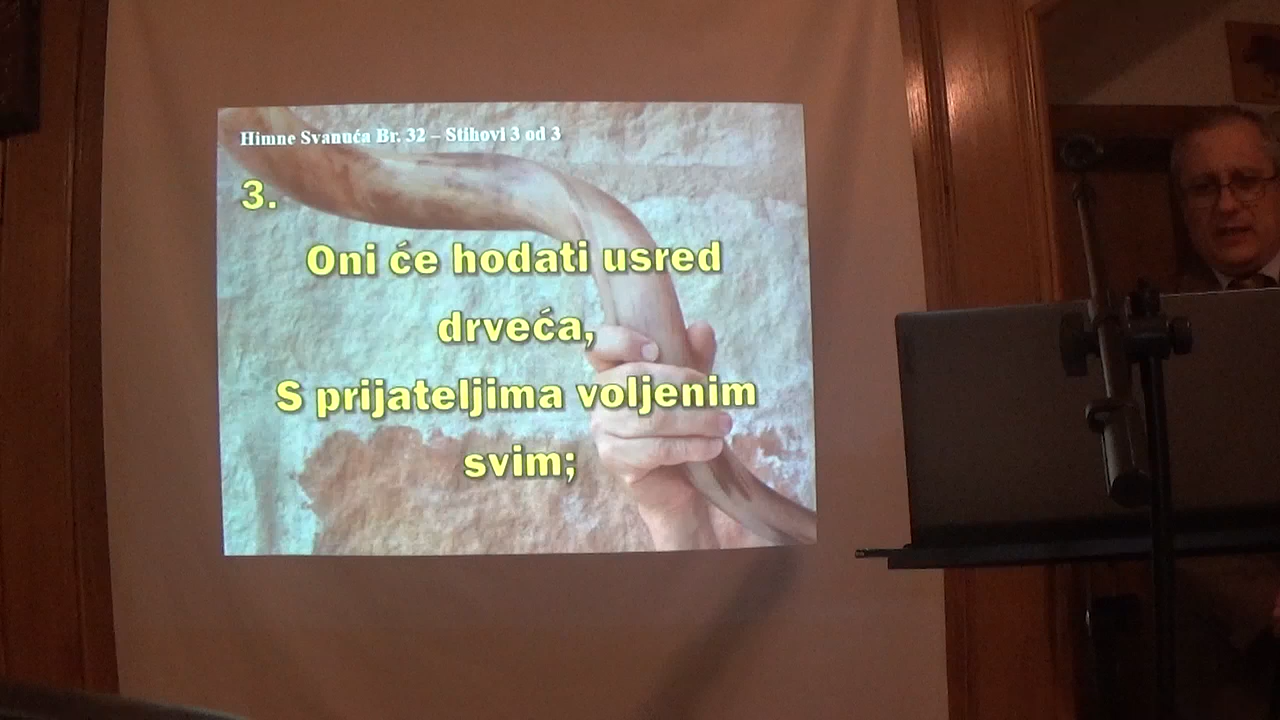 Himne Svanuća Br. 32 – Stihovi 3 od 3
3.
Oni će hodati usred
drveća,
S prijateljima voljenim
svim;